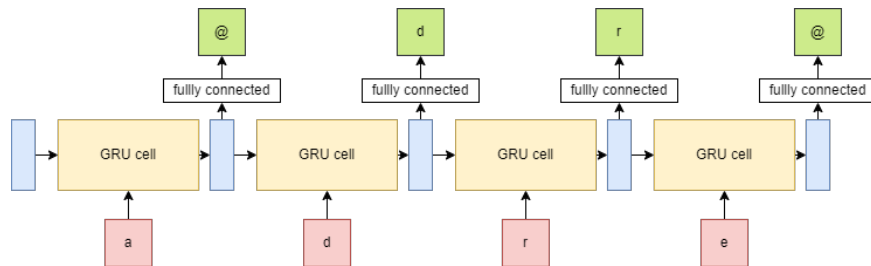 @ d r @
fullly connected fullly connected fullly connected fullly connected
GRU cell GRU cell GRU cell GRU cell
a d r e